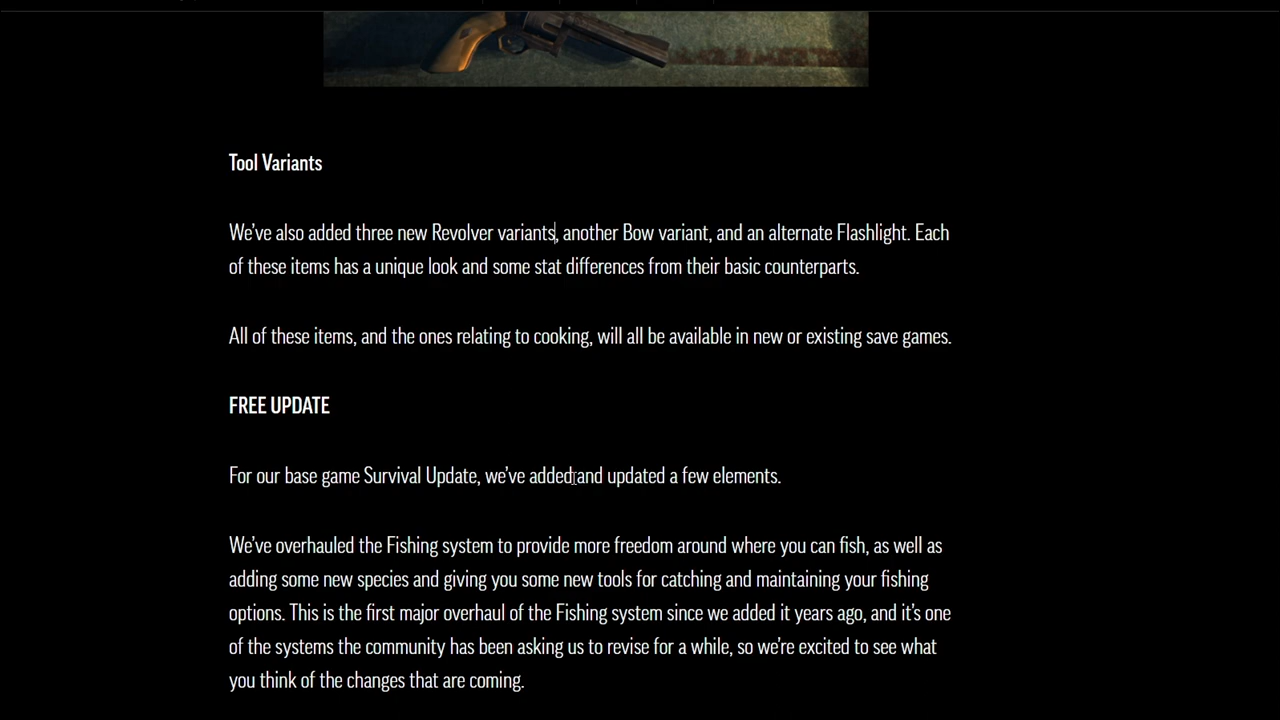 Tool Variants
We've also added three new Revolver variants, another Bow variant, and an alternate Flashlight. Each
of these items has a unique look and some stat differences from their basic counterparts.
All of these items, and the ones relating to cooking, will all be available in new or existing save games.
FREE UPDATE
For our base game Survival Update, we've added and updated a few elements.
We've overhauled the Fishing system to provide more freedom around where you can fish, as well as
adding some new species and giving you some new tools for catching and maintaining your fishing
options. This is the first major overhaul of the Fishing system since we added it years ago, and it's one
of the systems the community has been asking us to revise for a while, so we're excited to see what
you think of the changes that are coming.